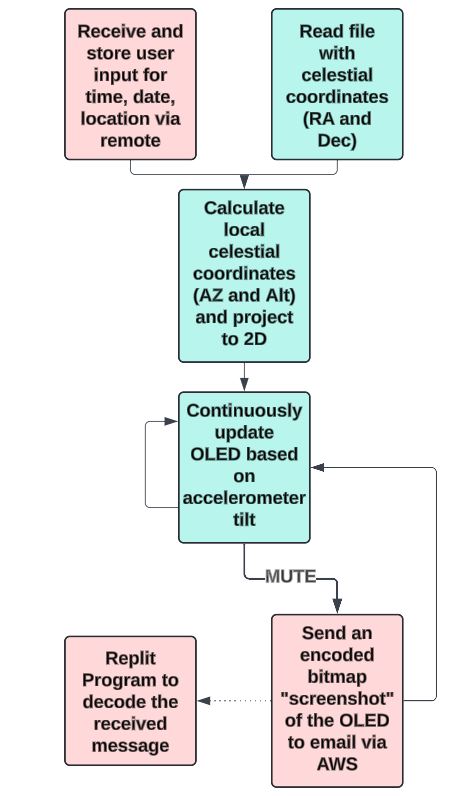 Receive and
store user
input for
time, date,
location via
remote
Read file
with
celestial
coordinates
(RA and
Dec)
Calculate
local
celestial
coordinates
(AZ and Alt)
and project
to 2D
Continuously
update
OLED based
on
accelerometer
tilt
MUTE
Send an
encoded
bitmap
"screenshot"
of the OLED
to email via
AWS
Replit
Program to
decode the
received
message